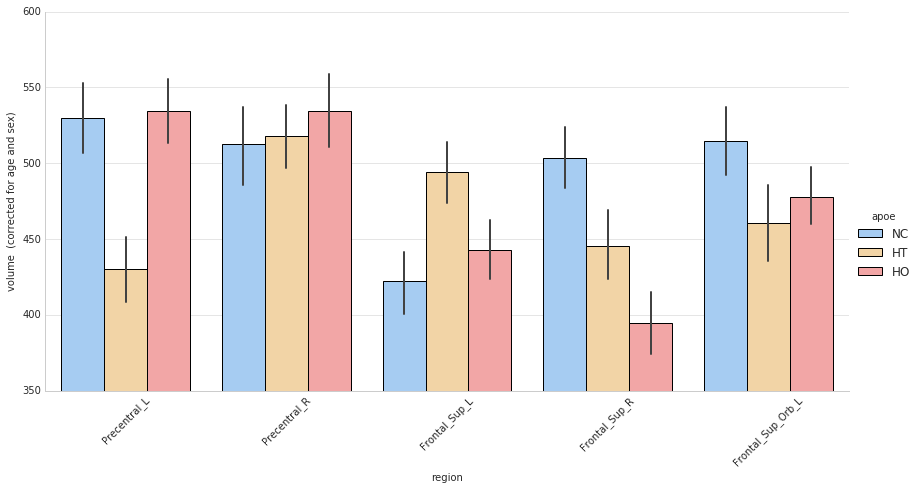 600
550
500
450
400
350
volume  (corrected for age and sex)
Precentral_L
Precentral_R
Frontal_Sup_L
Frontal_Sup_R
Frontal_Sup_Orb_L
region
apoe
NC
HT
HO